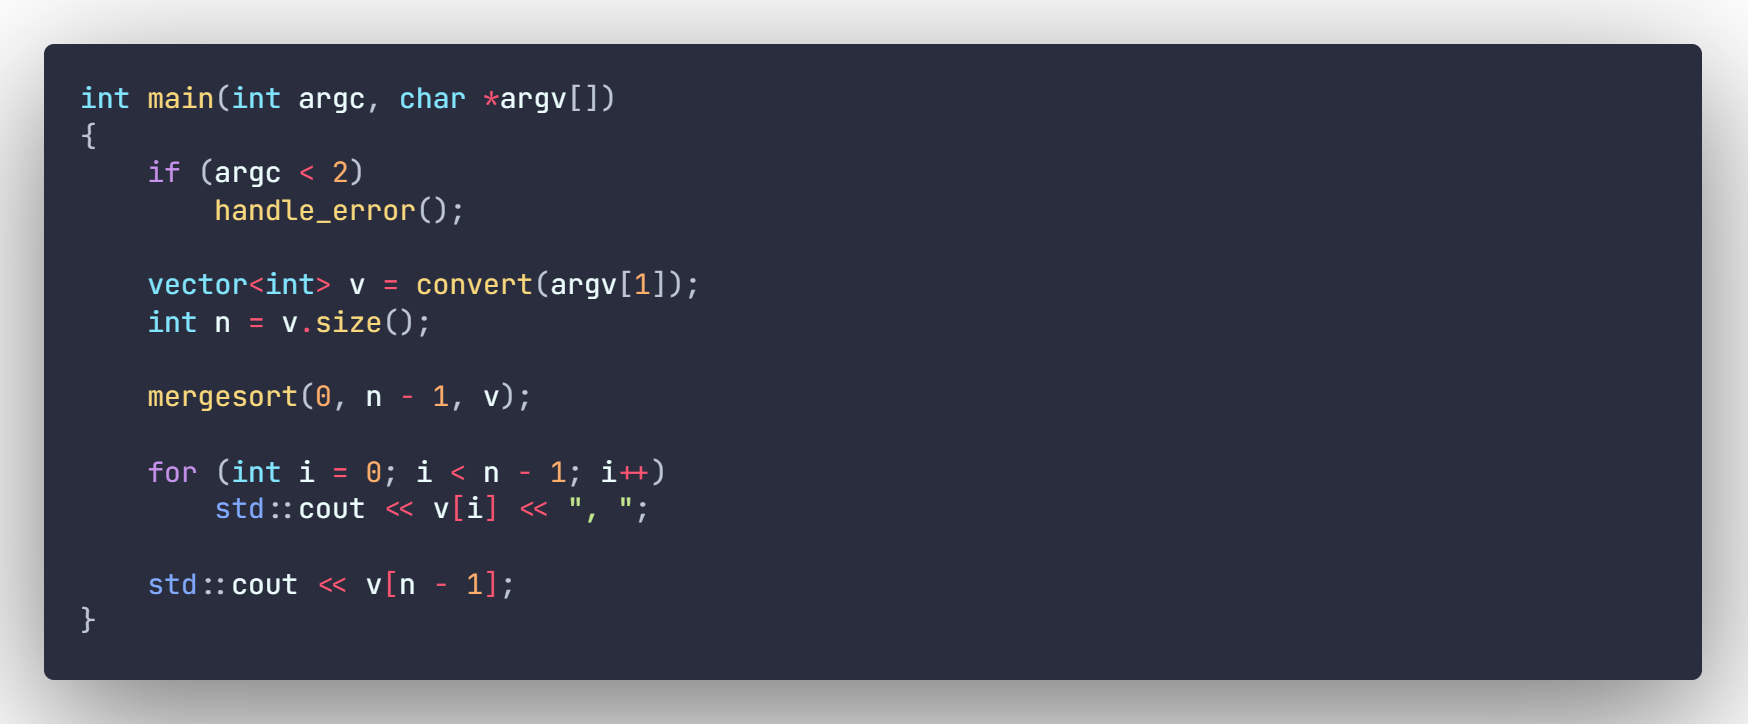 int main(int argc, char *argv[])
{
    if (argc < 2)
        handle_error();

    vector<int> v = convert(argv[1]);
    int n = v.size();

    mergesort(0, n - 1, v);

    for (int i = 0; i < n - 1; i++)
        std::cout << v[i] << ", ";

    std::cout << v[n - 1];
}